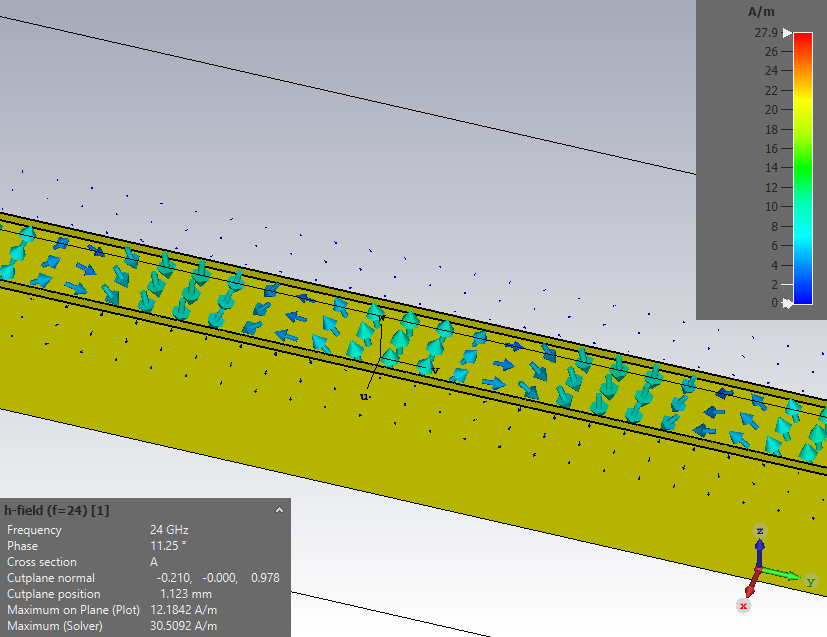 A/m
27.9
26
24
22
20
18
16
14
12
10
8
6
4
2
0
v
u
h-field (f=24) [1]
Frequency 24 GHz
Phase 11.25 °
Cross section A
Cutplane normal -0.210, -0.000, 0.978
Cutplane position 1.123 mm
Maximum on Plane (Plot) 12.1842 A/m
Maximum (Solver) 30.5092 A/m
z
y
x